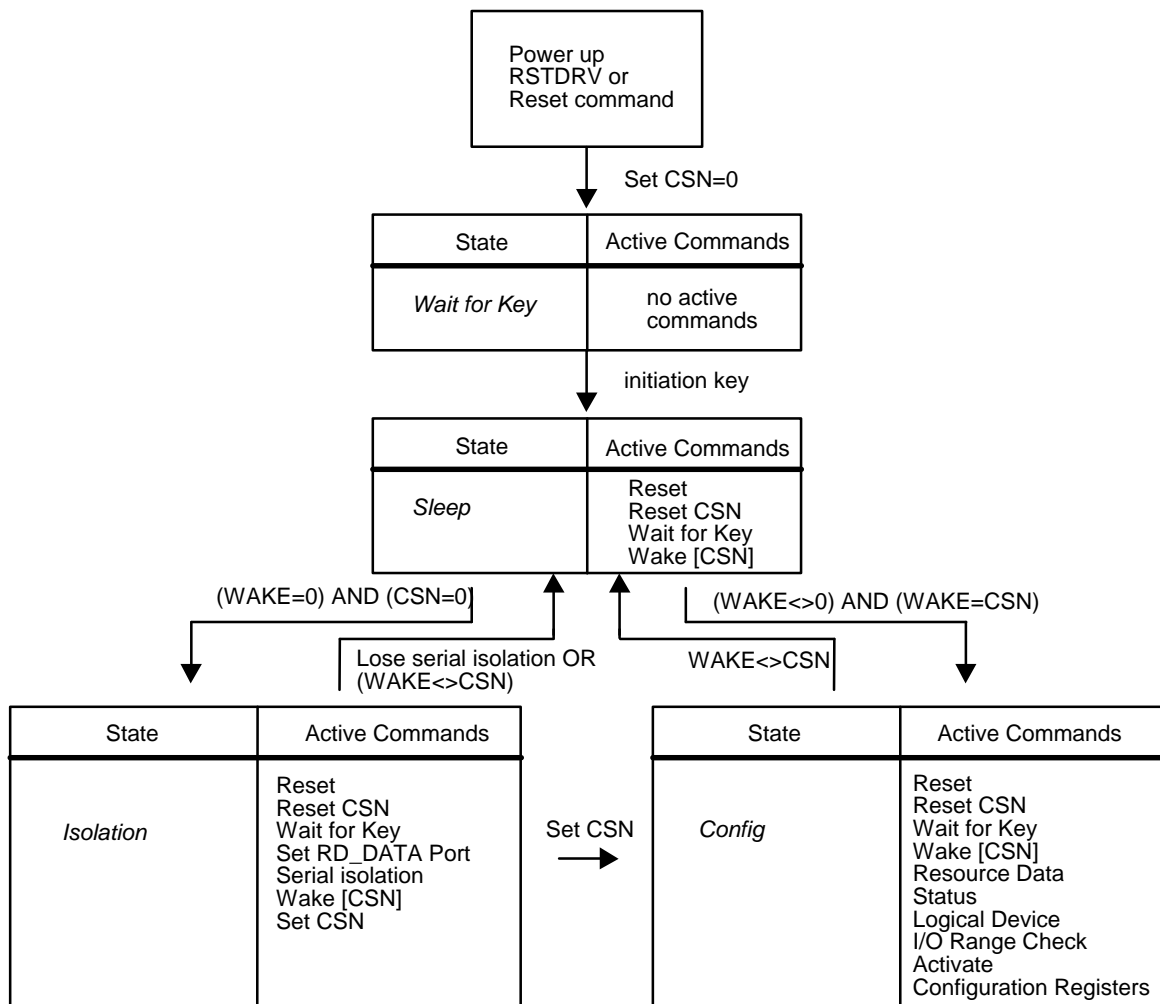 Power up
RSTDRV or
Reset command
Set CSN=0
State
Active Commands
Wait for Key
no active
commands
initiation key
State
Active Commands
Sleep
Reset
Reset CSN
Wait for Key
Wake [CSN]
(WAKE=0) AND (CSN=0)
(WAKE<>0) AND (WAKE=CSN)
Lose serial isolation OR
(WAKE<>CSN)
WAKE<>CSN
State
Active Commands
Isolation
Reset
Reset CSN
Wait for Key
Set RD_DATA Port
Serial isolation
Wake [CSN]
Set CSN
Set CSN
State
Active Commands
Config
Reset
Reset CSN
Wait for Key
Wake [CSN]
Resource Data
Status
Logical Device
I/O Range Check
Activate
Configuration Registers